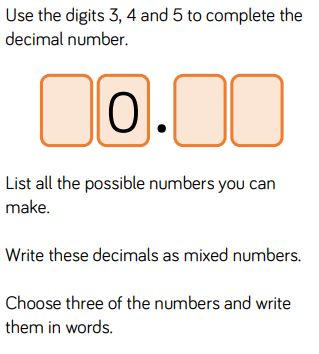 Use the digits 3, 4 and 5 to complete the
decimal number.
0.
List all the possible numbers you can
make.
Write these decimals as mixed numbers.
Choose three of the numbers and write
them in words.